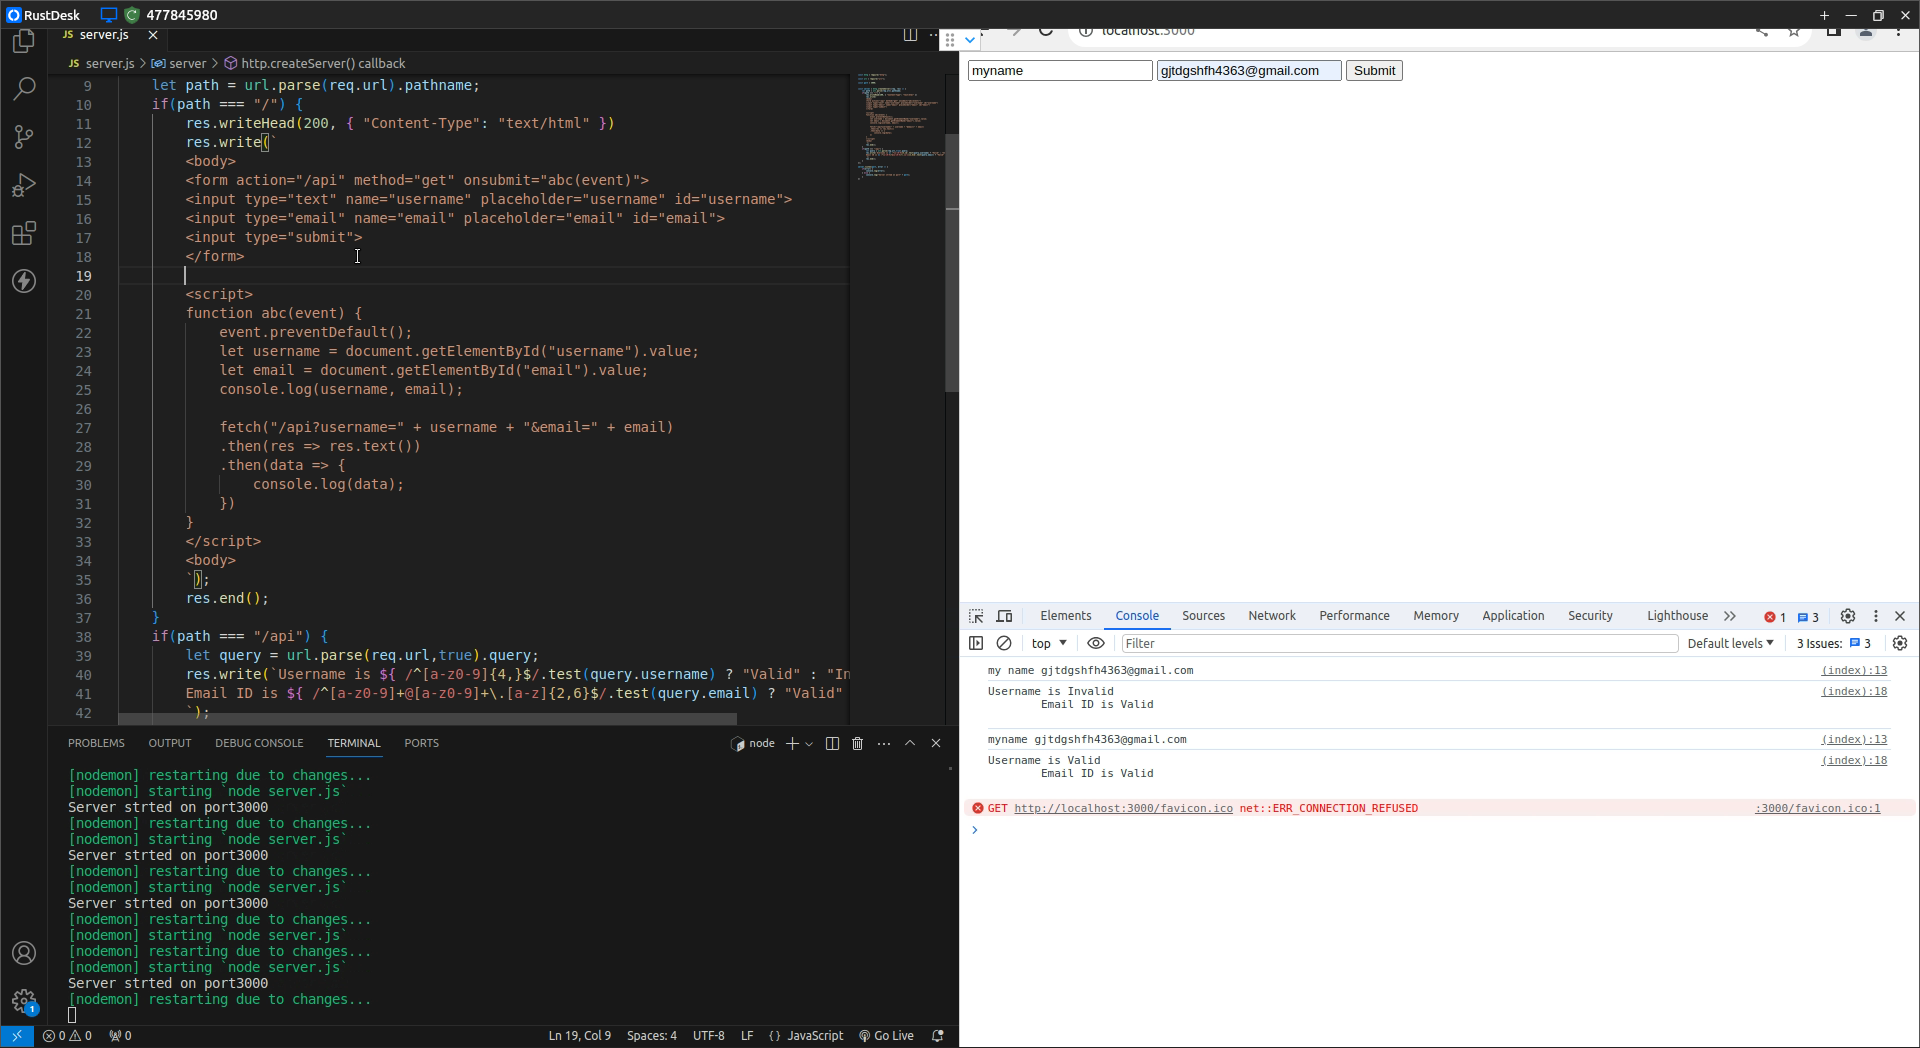 RustDesk 477845980
JS server.js
JS server.js > server > http.createServer() callback
9 let path = url.parse(req.url).pathname;
10 if(path === "/") {
11 res.writeHead(200, { "Content-Type": "text/html" })
12 res.write(`
13 <body>
14 <form action="/api" method="get" onsubmit="abc(event)">
15 <input type="text" name="username" placeholder="username" id="username">
16 <input type="email" name="email" placeholder="email" id="email">
17 <input type="submit">
18 </form>
19
20 <script>
21 function abc(event) {
22 event.preventDefault();
23 let username = document.getElementById("username").value;
24 let email = document.getElementById("email").value;
25 console.log(username, email);
26
27 fetch("/api?username=" + username + "&email=" + email)
28 .then(res => res.text())
29 .then(data => {
30 console.log(data);
31 })
32 }
33 </script>
34 <body>
35 `);
36 res.end();
37 }
38 if(path === "/api") {
39 let query = url.parse(req.url,true).query;
40 res.write(`Username is ${ /^[a-z0-9]{4,}$/.test(query.username) ? "Valid" : "In
41 Email ID is ${ /^[a-z0-9]+@[a-z0-9]+\.[a-z]{2,6}$/.test(query.email) ? "Valid"
42 `);
PROBLEMS OUTPUT DEBUG CONSOLE TERMINAL PORTS node
[nodemon] restarting due to changes...
[nodemon] starting `node server.js`
Server strted on port3000
[nodemon] restarting due to changes...
[nodemon] starting `node server.js`
Server strted on port3000
[nodemon] restarting due to changes...
[nodemon] starting `node server.js`
Server strted on port3000
[nodemon] restarting due to changes...
[nodemon] starting `node server.js`
[nodemon] restarting due to changes...
[nodemon] starting `node server.js`
Server strted on port3000
[nodemon] restarting due to changes...
1
0 0 0 Ln 19, Col 9 Spaces: 4 UTF-8 LF {} JavaScript Go Live
localhost:3000
myname gjtdgshfh4363@gmail.com Submit
Elements Console Sources Network Performance Memory Application Security Lighthouse 1 3
top Filter Default levels 3 Issues: 3
my name gjtdgshfh4363@gmail.com (index):13
Username is Invalid (index):18
Email ID is Valid
myname gjtdgshfh4363@gmail.com (index):13
Username is Valid (index):18
Email ID is Valid
GET http://localhost:3000/favicon.ico net::ERR_CONNECTION_REFUSED :3000/favicon.ico:1